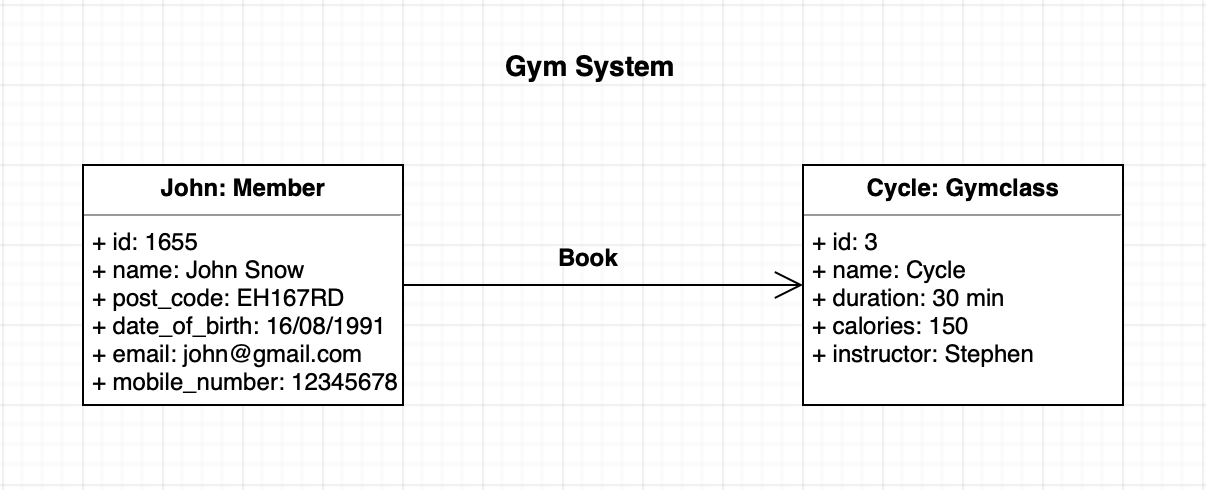 Gym System
John: Member
+ id: 1655
+ name: John Snow
+ post_code: EH167RD
+ date_of_birth: 16/08/1991
+ email: john@gmail.com
+ mobile_number: 12345678
Book
Cycle: Gymclass
+ id: 3
+ name: Cycle
+ duration: 30 min
+ calories: 150
+ instructor: Stephen